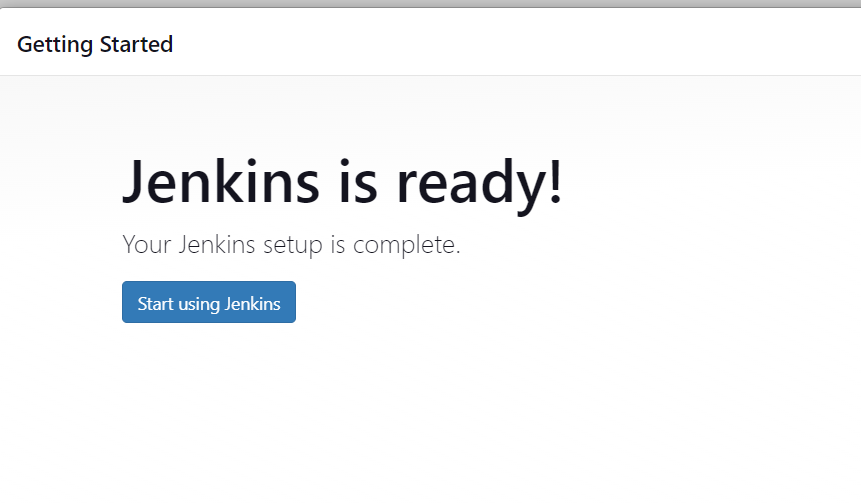 Getting Started
Jenkins is ready!
Your Jenkins setup is complete.
Start using Jenkins